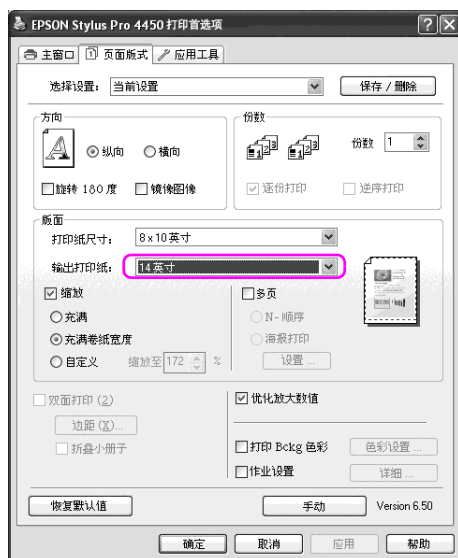 EPSON Stylus Pro 4450 打印首选项
主窗口 页面版式 应用工具
选择设置： 当前设置 保存 / 删除
方向 份数
A 纵向 横向 份数 1
旋转 180 度 镜像图像 逐份打印 逆序打印
版面
打印纸尺寸： 8 x 10 英寸
输出打印纸： 14 英寸
缩放 多页
充满 N- 顺序
充满卷纸宽度 海报打印
自定义 缩放至 172 % 设置 ...
双面打印 (2) 优化放大数值
边距 (X)...
折叠小册子 打印 Bckg 色彩 色彩设置 ...
作业设置 详细 ...
恢复默认值 手动 Version 6.50
确定 取消 应用 帮助